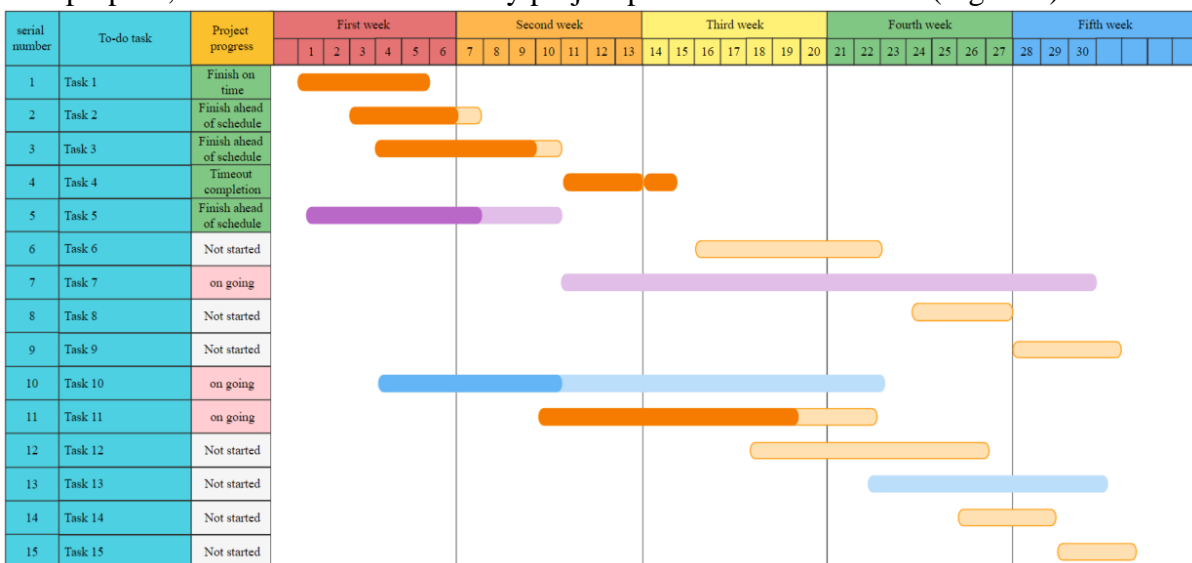 serial number To-do task Project progress First week Second week Third week Fourth week Fifth week
1 2 3 4 5 6 7 8 9 10 11 12 13 14 15 16 17 18 19 20 21 22 23 24 25 26 27 28 29 30
1 Task 1 Finish on time
2 Task 2 Finish ahead of schedule
3 Task 3 Finish ahead of schedule
4 Task 4 Timeout completion
5 Task 5 Finish ahead of schedule
6 Task 6 Not started
7 Task 7 on going
8 Task 8 Not started
9 Task 9 Not started
10 Task 10 on going
11 Task 11 on going
12 Task 12 Not started
13 Task 13 Not started
14 Task 14 Not started
15 Task 15 Not started